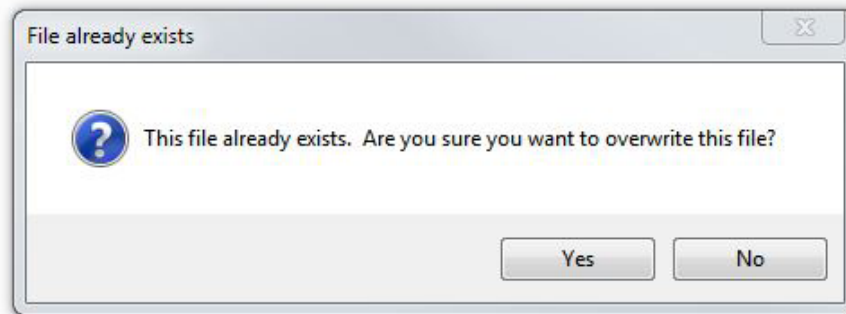 File already exists
This file already exists.  Are you sure you want to overwrite this file?
Yes
No